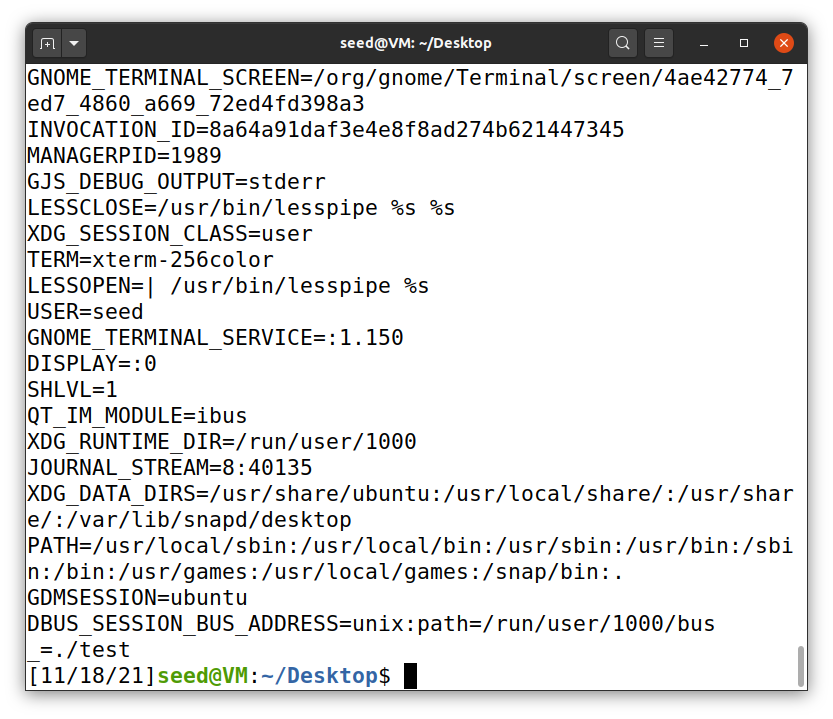 seed@VM: ~/Desktop
GNOME_TERMINAL_SCREEN=/org/gnome/Terminal/screen/4ae42774_7
ed7_4860_a669_72ed4fd398a3
INVOCATION_ID=8a64a91daf3e4e8f8ad274b621447345
MANAGERPID=1989
GJS_DEBUG_OUTPUT=stderr
LESSCLOSE=/usr/bin/lesspipe %s %s
XDG_SESSION_CLASS=user
TERM=xterm-256color
LESSOPEN=| /usr/bin/lesspipe %s
USER=seed
GNOME_TERMINAL_SERVICE=:1.150
DISPLAY=:0
SHLVL=1
QT_IM_MODULE=ibus
XDG_RUNTIME_DIR=/run/user/1000
JOURNAL_STREAM=8:40135
XDG_DATA_DIRS=/usr/share/ubuntu:/usr/local/share/:/usr/shar
e/:/var/lib/snapd/desktop
PATH=/usr/local/sbin:/usr/local/bin:/usr/sbin:/usr/bin:/sbi
n:/bin:/usr/games:/usr/local/games:/snap/bin:.
GDMSESSION=ubuntu
DBUS_SESSION_BUS_ADDRESS=unix:path=/run/user/1000/bus
_=./test
[11/18/21]seed@VM:~/Desktop$